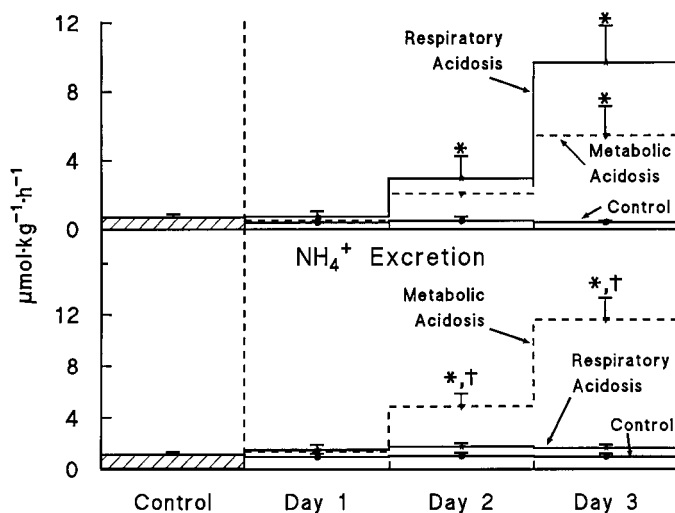 12
8
4
0
*
*
*
Respiratory
Acidosis
Metabolic
Acidosis
Control
µmol·kg⁻¹·h⁻¹
NH₄⁺ Excretion
12
8
4
0
*,†
*,†
Metabolic
Acidosis
Respiratory
Acidosis
Control
Control Day 1 Day 2 Day 3